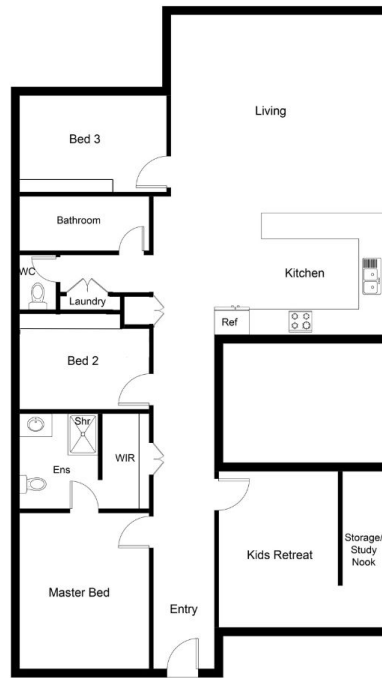 Living
Bed 3
Bathroom
WC
Kitchen
Laundry
Ref
Bed 2
Shr
Ens
WIR
Kids Retreat
Storage/
Study
Nook
Master Bed
Entry